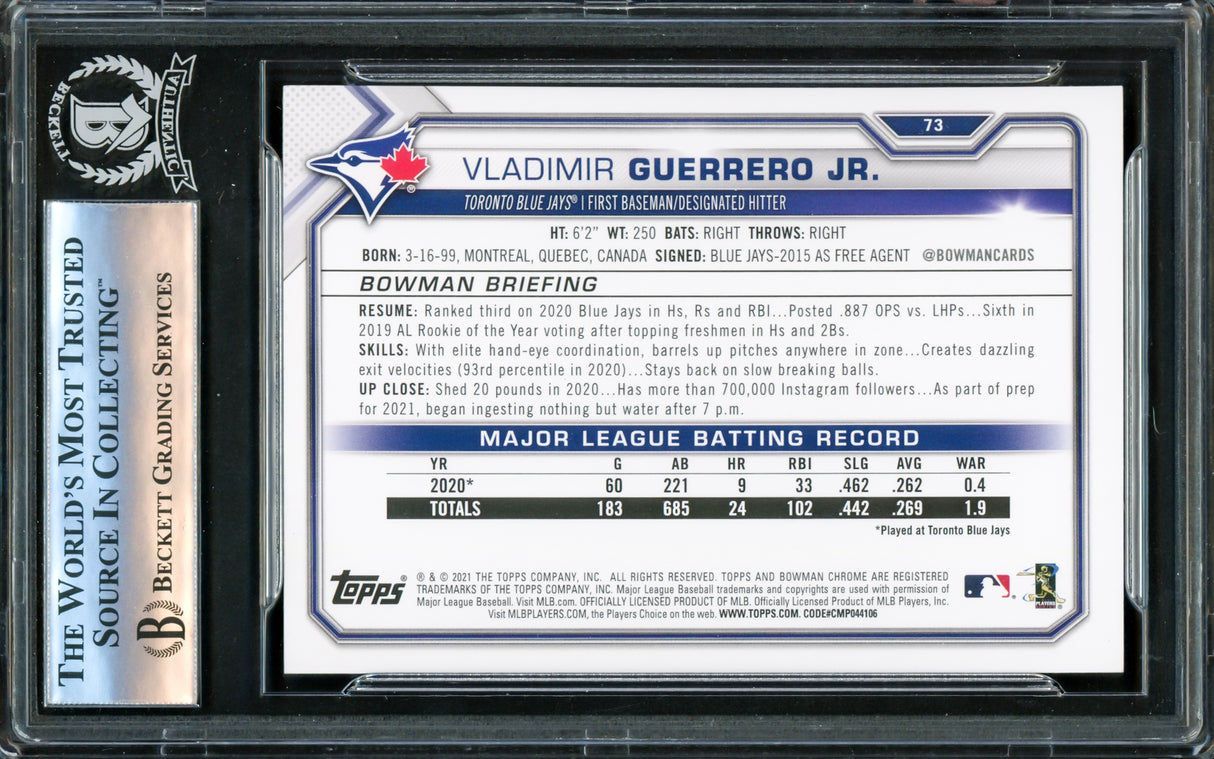 BECKETT
AUTHENTIC
B
THE WORLD'S MOST TRUSTED
SOURCE IN COLLECTING™
B BECKETT GRADING SERVICES
73
VLADIMIR GUERRERO JR.
TORONTO BLUE JAYS® | FIRST BASEMAN/DESIGNATED HITTER
HT: 6'2" WT: 250 BATS: RIGHT THROWS: RIGHT
BORN: 3-16-99, MONTREAL, QUEBEC, CANADA SIGNED: BLUE JAYS-2015 AS FREE AGENT @BOWMANCARDS
BOWMAN BRIEFING
RESUME: Ranked third on 2020 Blue Jays in Hs, Rs and RBI...Posted .887 OPS vs. LHPs...Sixth in
2019 AL Rookie of the Year voting after topping freshmen in Hs and 2Bs.
SKILLS: With elite hand-eye coordination, barrels up pitches anywhere in zone...Creates dazzling
exit velocities (93rd percentile in 2020)...Stays back on slow breaking balls.
UP CLOSE: Shed 20 pounds in 2020...Has more than 700,000 Instagram followers...As part of prep
for 2021, began ingesting nothing but water after 7 p.m.
MAJOR LEAGUE BATTING RECORD
YR G AB HR RBI SLG AVG WAR
2020* 60 221 9 33 .462 .262 0.4
TOTALS 183 685 24 102 .442 .269 1.9
*Played at Toronto Blue Jays
TOPPS®
® & © 2021 THE TOPPS COMPANY, INC. ALL RIGHTS RESERVED. TOPPS AND BOWMAN CHROME ARE REGISTERED
TRADEMARKS OF THE TOPPS COMPANY, INC. Major League Baseball trademarks and copyrights are used with permission of
Major League Baseball. Visit MLB.com. OFFICIALLY LICENSED PRODUCT OF MLB. Officially Licensed Product of MLB Players, Inc.
Visit MLBPLAYERS.COM, the Players Choice on the web. WWW.TOPPS.COM. CODE#CMP044106